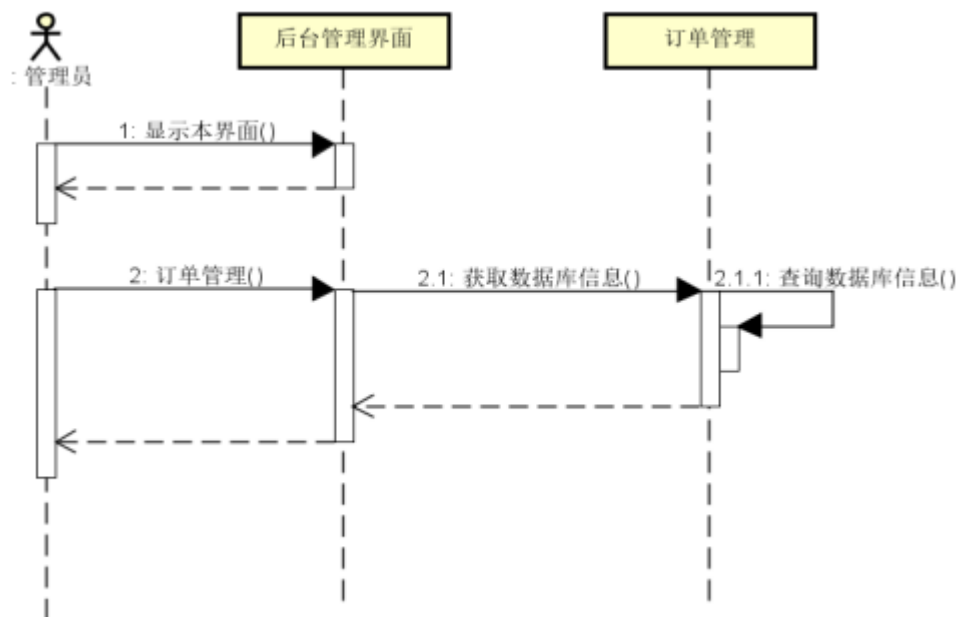 后台管理界面
订单管理
: 管理员
1: 显示本界面()
2: 订单管理()
2.1: 获取数据库信息()
2.1.1: 查询数据库信息()